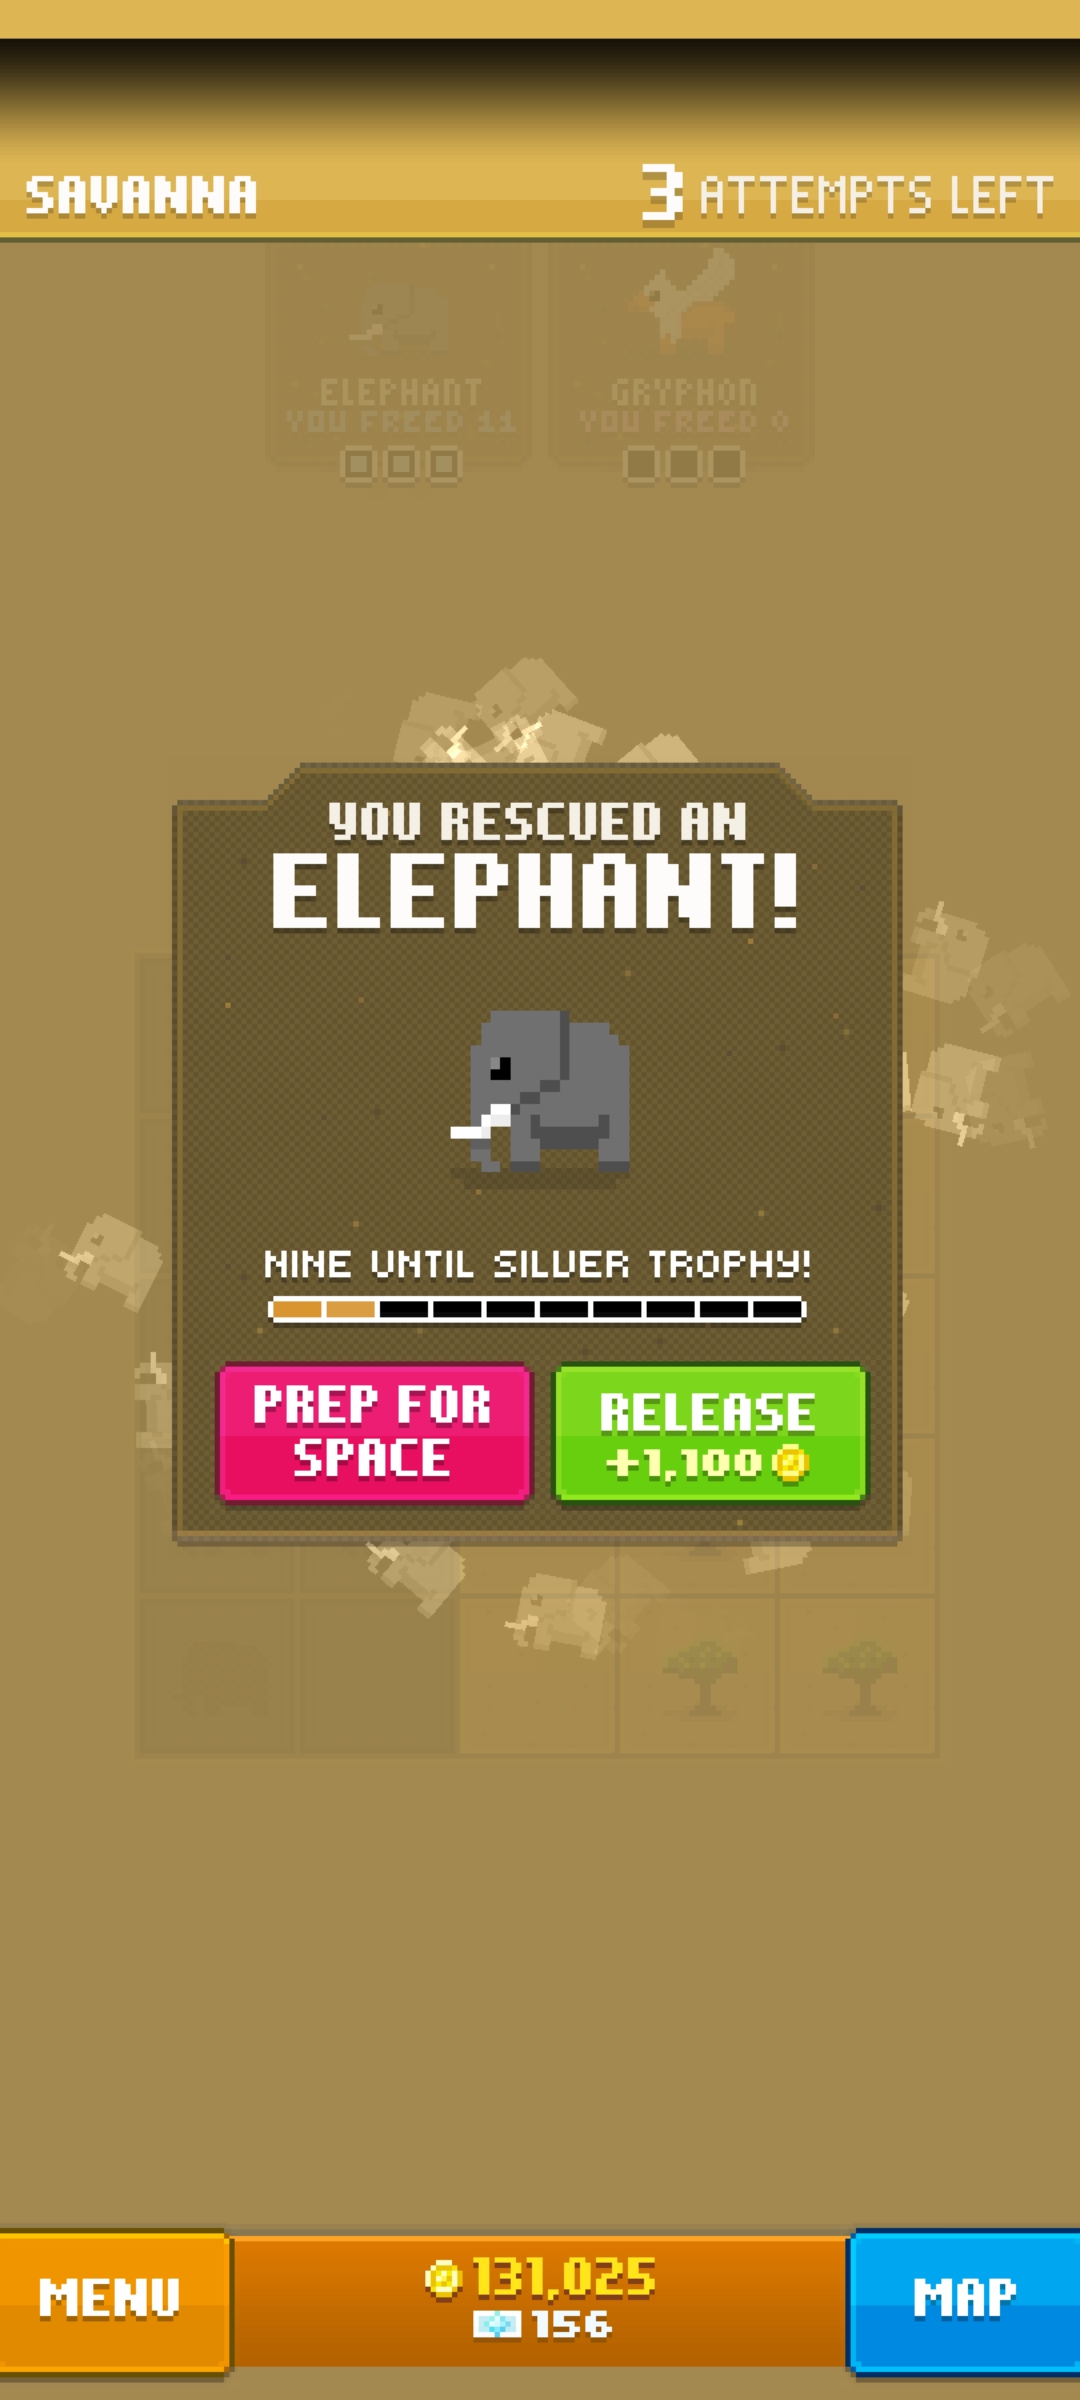 SAVANNA
3 ATTEMPTS LEFT
ELEPHANT
YOU FREED 11
GRYPHON
YOU FREED 0
YOU RESCUED AN
ELEPHANT!
NINE UNTIL SILVER TROPHY!
PREP FOR
SPACE
RELEASE
+1,100
MENU
131,025
156
MAP